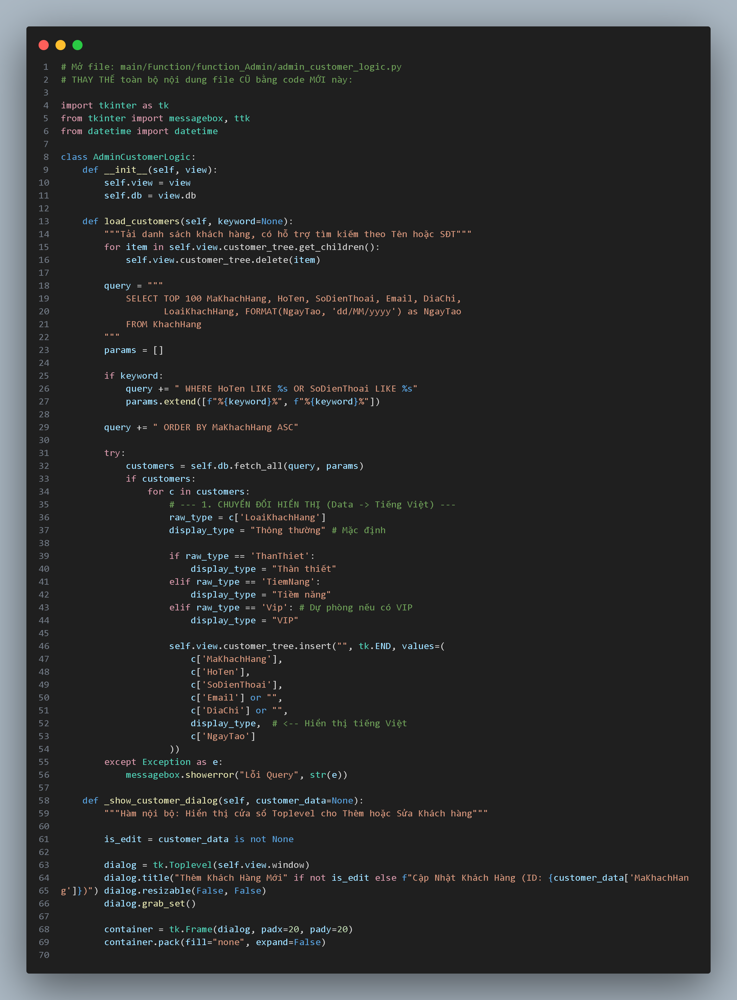 1 # Mở file: main/Function/function_Admin/admin_customer_logic.py
2 # THAY THẾ toàn bộ nội dung file CŨ bằng code MỚI này:
3
4 import tkinter as tk
5 from tkinter import messagebox, ttk
6 from datetime import datetime
7
8 class AdminCustomerLogic:
9     def __init__(self, view):
10         self.view = view
11         self.db = view.db
12
13     def load_customers(self, keyword=None):
14         """Tải danh sách khách hàng, có hỗ trợ tìm kiếm theo Tên hoặc SĐT"""
15         for item in self.view.customer_tree.get_children():
16             self.view.customer_tree.delete(item)
17
18         query = """
19             SELECT TOP 100 MaKhachHang, HoTen, SoDienThoai, Email, DiaChi,
20                    LoaiKhachHang, FORMAT(NgayTao, 'dd/MM/yyyy') as NgayTao
21             FROM KhachHang
22         """
23         params = []
24
25         if keyword:
26             query += " WHERE HoTen LIKE %s OR SoDienThoai LIKE %s"
27             params.extend([f"%{keyword}%", f"%{keyword}%"])
28
29         query += " ORDER BY MaKhachHang ASC"
30
31         try:
32             customers = self.db.fetch_all(query, params)
33             if customers:
34                 for c in customers:
35                     # --- 1. CHUYỂN ĐỔI HIỂN THỊ (Data -> Tiếng Việt) ---
36                     raw_type = c['LoaiKhachHang']
37                     display_type = "Thông thường" # Mặc định
38
39                     if raw_type == 'ThanThiet':
40                         display_type = "Thân thiết"
41                     elif raw_type == 'TiemNang':
42                         display_type = "Tiềm năng"
43                     elif raw_type == 'Vip': # Dự phòng nếu có VIP
44                         display_type = "VIP"
45
46                     self.view.customer_tree.insert("", tk.END, values=(
47                         c['MaKhachHang'],
48                         c['HoTen'],
49                         c['SoDienThoai'],
50                         c['Email'] or "",
51                         c['DiaChi'] or "",
52                         display_type,  # <-- Hiển thị tiếng Việt
53                         c['NgayTao']
54                     ))
55         except Exception as e:
56             messagebox.showerror("Lỗi Query", str(e))
57
58     def _show_customer_dialog(self, customer_data=None):
59         """Hàm nội bộ: Hiển thị cửa sổ Toplevel cho Thêm hoặc Sửa Khách hàng"""
60
61         is_edit = customer_data is not None
62
63         dialog = tk.Toplevel(self.view.window)
64         dialog.title("Thêm Khách Hàng Mới" if not is_edit else f"Cập Nhật Khách Hàng (ID: {customer_data['MaKhachHan
65 g']})") dialog.resizable(False, False)
66         dialog.grab_set()
67
68         container = tk.Frame(dialog, padx=20, pady=20)
69         container.pack(fill="none", expand=False)
70